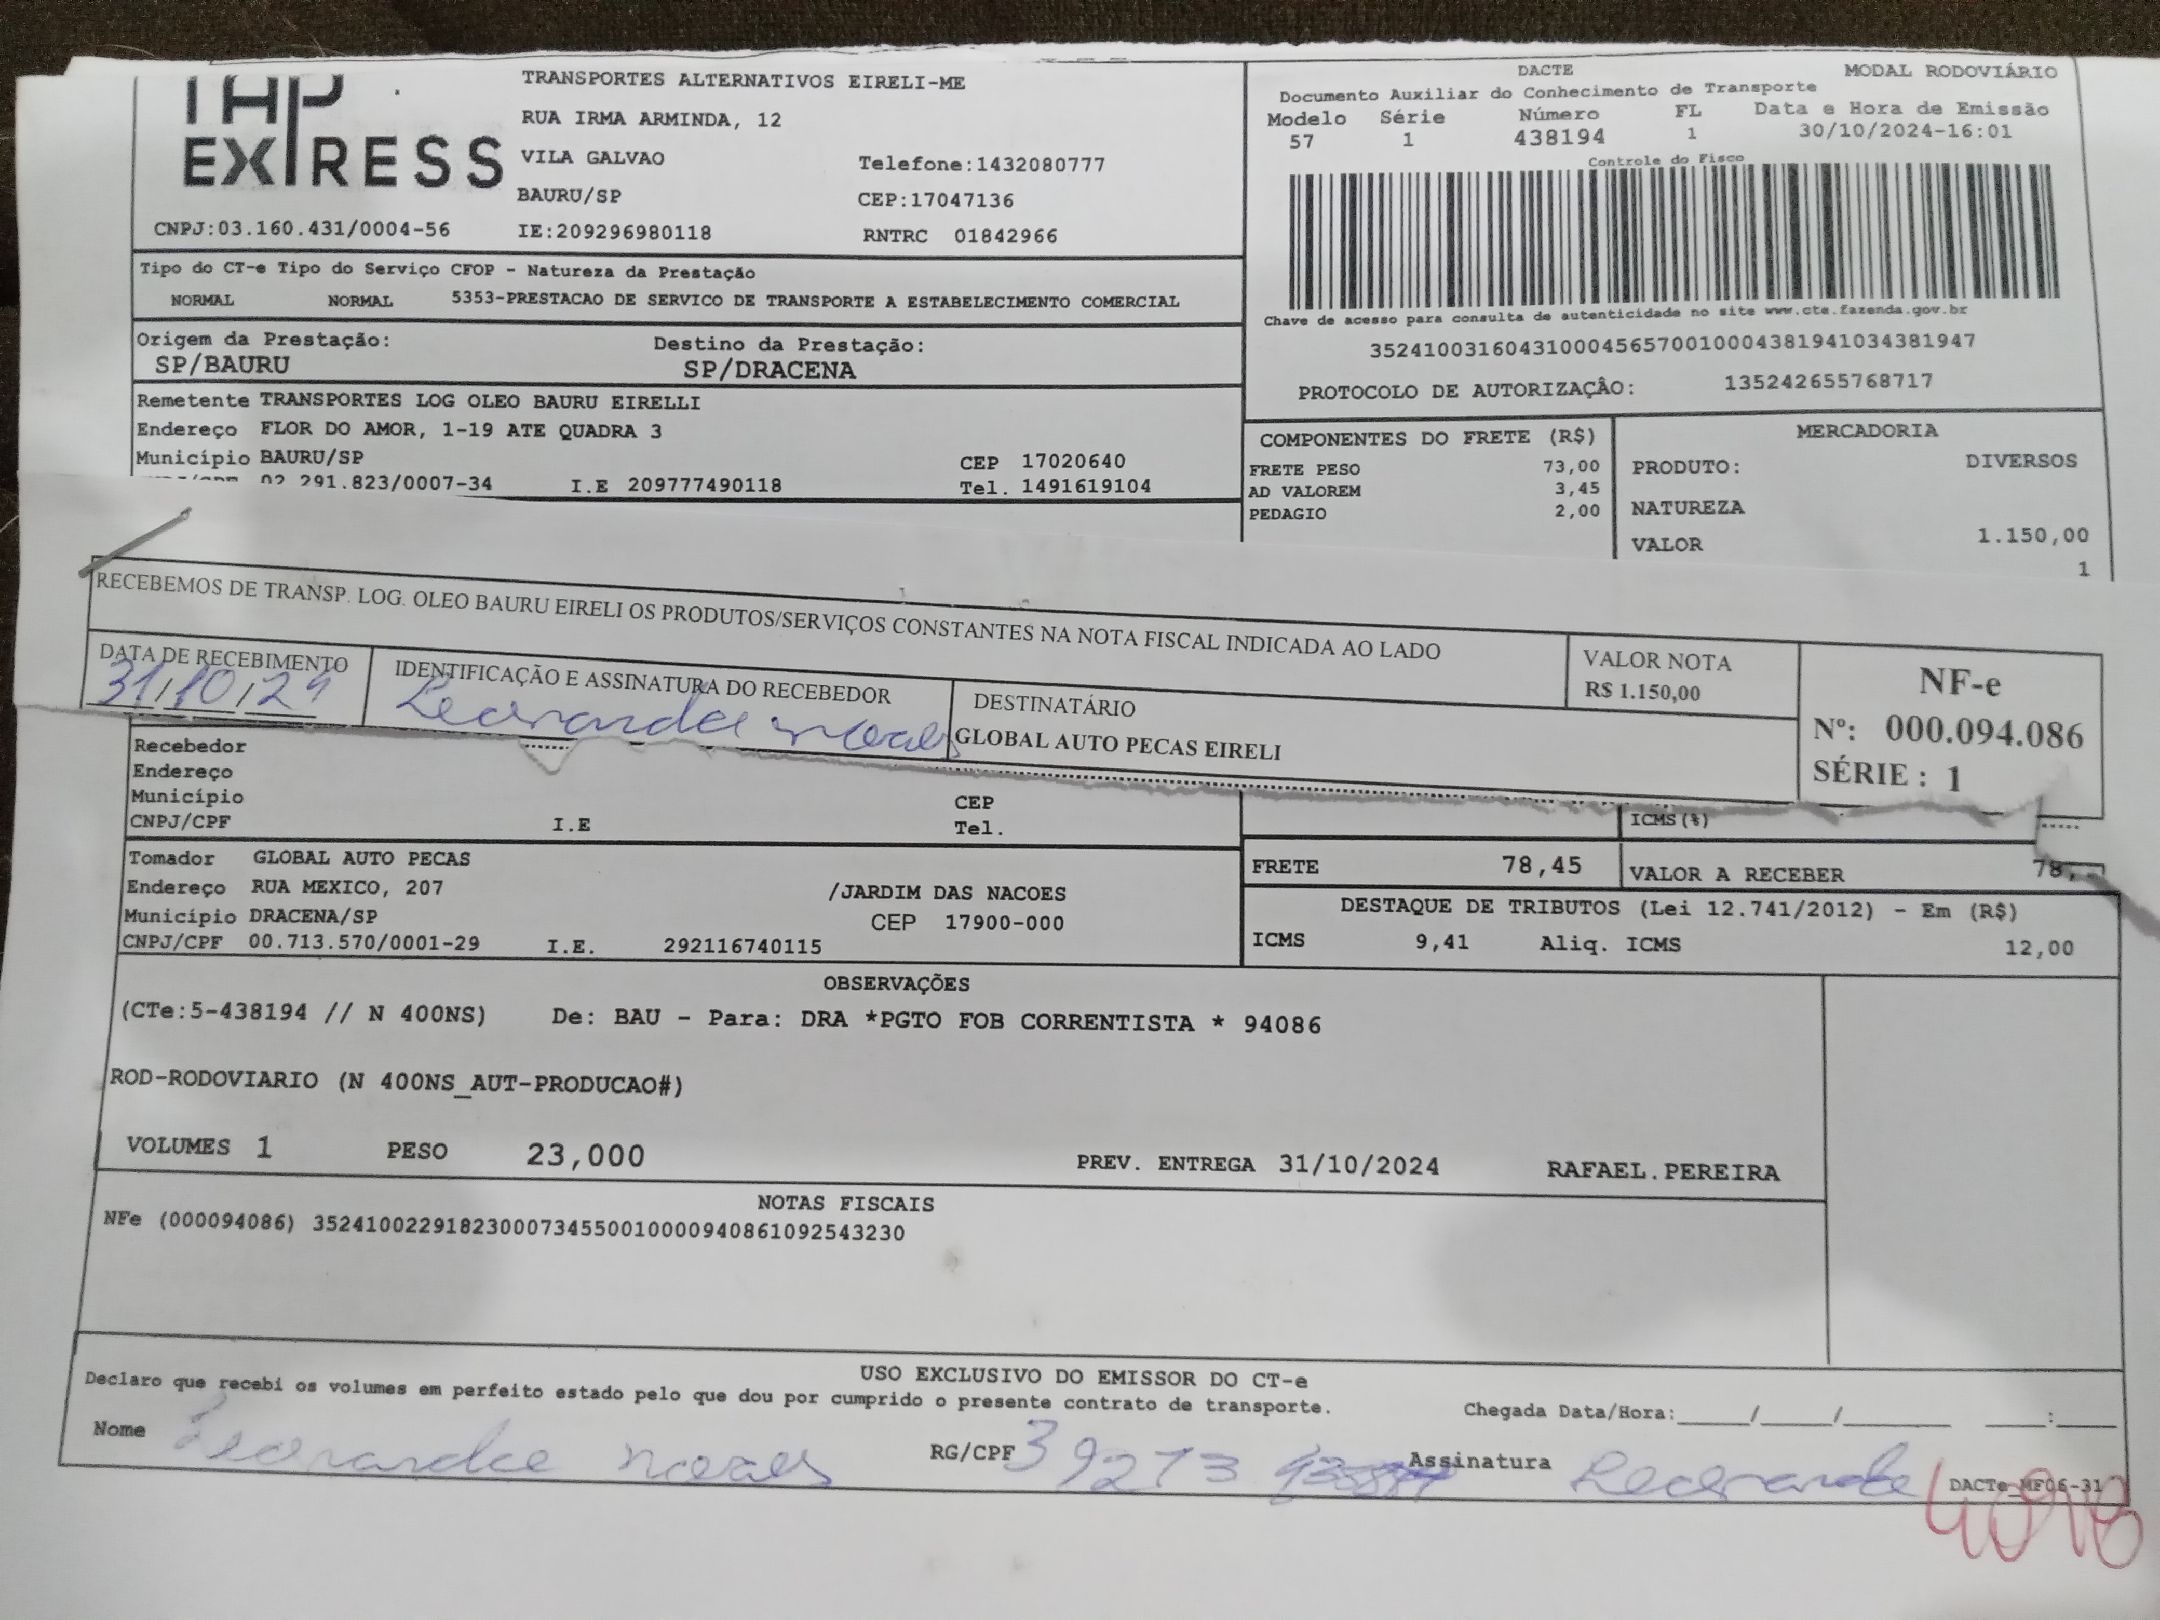 TAP
EXPRESS
CNPJ:03.160.431/0004-56
TRANSPORTES ALTERNATIVOS EIRELI-ME
RUA IRMA ARMINDA, 12
VILA GALVAO
Telefone:1432080777
BAURU/SP
CEP:17047136
IE:209296980118
RNTRC 01842966
DACTE
MODAL RODOVIÁRIO
Documento Auxiliar do Conhecimento de Transporte
Modelo Série Número FL Data e Hora de Emissão
57 1 438194 1 30/10/2024-16:01
Controle do Fisco
Chave de acesso para consulta de autenticidade no site www.cte.fazenda.gov.br
35241003160431000456570010004381941034381947
PROTOCOLO DE AUTORIZAÇÂO: 135242655768717
Tipo do CT-e Tipo do Serviço CFOP - Natureza da Prestação
NORMAL NORMAL 5353-PRESTACAO DE SERVICO DE TRANSPORTE A ESTABELECIMENTO COMERCIAL
Origem da Prestação: Destino da Prestação:
SP/BAURU SP/DRACENA
Remetente TRANSPORTES LOG OLEO BAURU EIRELLI
Endereço FLOR DO AMOR, 1-19 ATE QUADRA 3
Município BAURU/SP CEP 17020640
02.291.823/0007-34 I.E 209777490118 Tel. 1491619104
COMPONENTES DO FRETE (R$)
FRETE PESO 73,00
AD VALOREM 3,45
PEDAGIO 2,00
MERCADORIA
PRODUTO: DIVERSOS
NATUREZA
VALOR 1.150,00
1
RECEBEMOS DE TRANSP. LOG. OLEO BAURU EIRELI OS PRODUTOS/SERVIÇOS CONSTANTES NA NOTA FISCAL INDICADA AO LADO
DATA DE RECEBIMENTO
31/10/24
IDENTIFICAÇÃO E ASSINATURA DO RECEBEDOR
DESTINATÁRIO
GLOBAL AUTO PECAS EIRELI
VALOR NOTA
R$ 1.150,00
NF-e
Nº: 000.094.086
SÉRIE : 1
Recebedor
Endereço
Município CEP
CNPJ/CPF I.E Tel.
ICMS(%)
Tomador GLOBAL AUTO PECAS
Endereço RUA MEXICO, 207 /JARDIM DAS NACOES
Município DRACENA/SP CEP 17900-000
CNPJ/CPF 00.713.570/0001-29 I.E. 292116740115
FRETE 78,45 VALOR A RECEBER 78,
DESTAQUE DE TRIBUTOS (Lei 12.741/2012) - Em (R$)
ICMS 9,41 Aliq. ICMS 12,00
OBSERVAÇÕES
(CTe:5-438194 // N 400NS) De: BAU - Para: DRA *PGTO FOB CORRENTISTA * 94086
ROD-RODOVIARIO (N 400NS_AUT-PRODUCAO#)
VOLUMES 1 PESO 23,000 PREV. ENTREGA 31/10/2024 RAFAEL.PEREIRA
NOTAS FISCAIS
NFe (000094086) 35241002291823000734550010000940861092543230
USO EXCLUSIVO DO EMISSOR DO CT-e
Declaro que recebi os volumes em perfeito estado pelo que dou por cumprido o presente contrato de transporte.
Chegada Data/Hora:_____/_____/______ ____:____
Nome RG/CPF 39273 Assinatura
DACTe_MF06-31